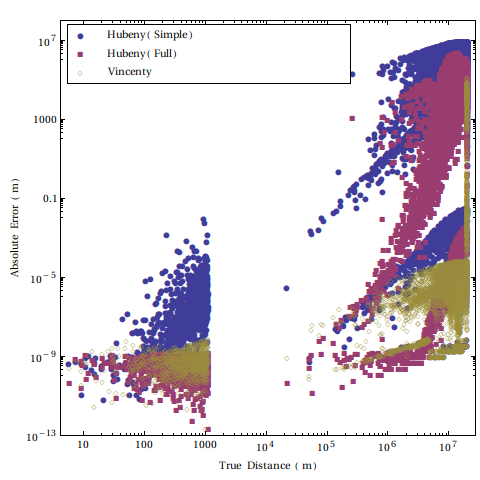 Hubeny ( Simple)
Hubeny ( Full)
Vincenty
10^7
1000
0.1
10^-5
10^-9
10^-13
Absolute Error ( m)
10 100 1000 10^4 10^5 10^6 10^7
True Distance ( m)